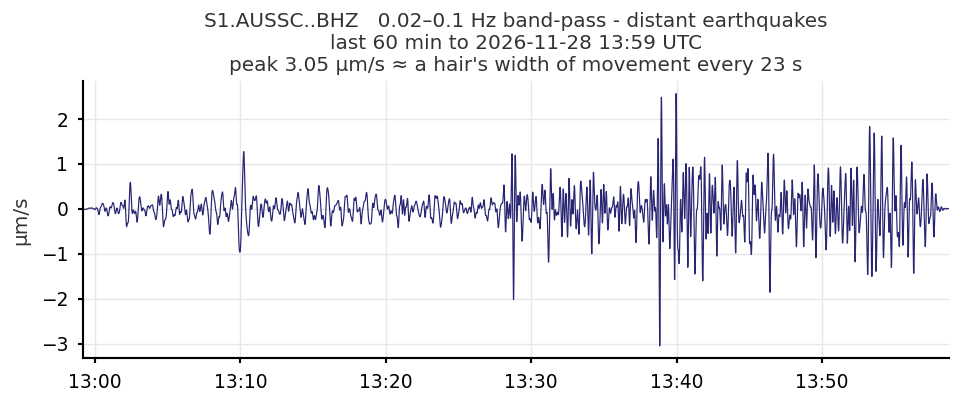 S1.AUSSC..BHZ   0.02–0.1 Hz band-pass - distant earthquakes
last 60 min to 2026-11-28 13:59 UTC
peak 3.05 µm/s ≈ a hair's width of movement every 23 s
µm/s
2
1
0
−1
−2
−3
13:00 13:10 13:20 13:30 13:40 13:50